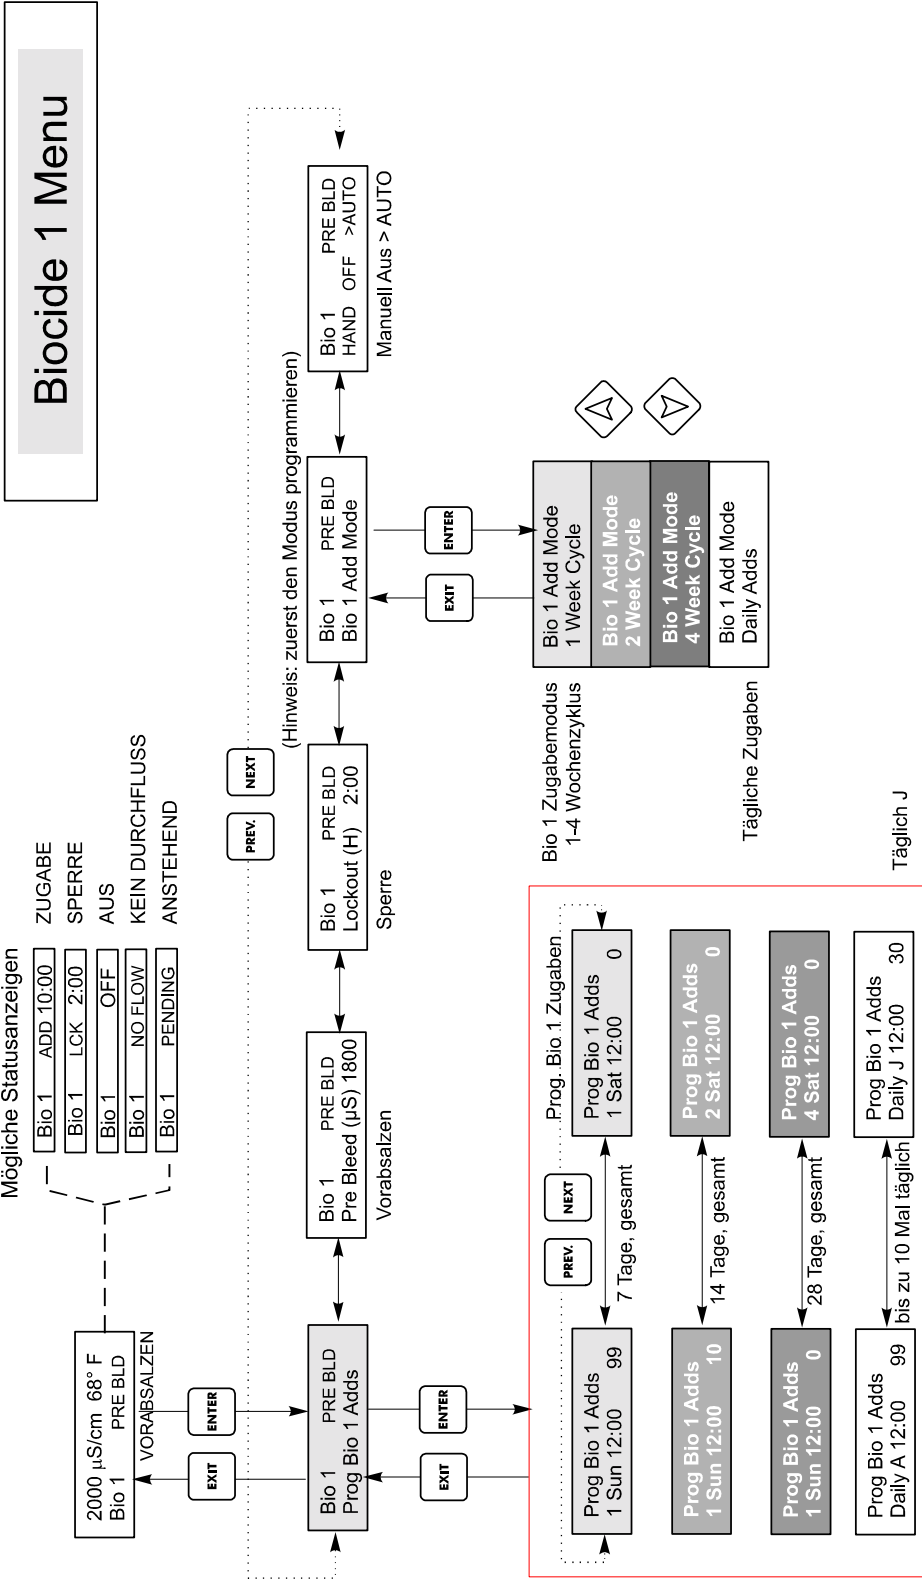 Biocide 1 Menu
Mögliche Statusanzeigen
2000 µS/cm 68° F
Bio 1 PRE BLD
VORABSALZEN
Bio 1 ADD 10:00
ZUGABE
Bio 1 LCK 2:00
SPERRE
Bio 1 OFF
AUS
Bio 1 NO FLOW
KEIN DURCHFLUSS
Bio 1 PENDING
ANSTEHEND
EXIT
ENTER
PREV.
NEXT
(Hinweis: zuerst den Modus programmieren)
Bio 1 PRE BLD
Prog Bio 1 Adds
Bio 1 PRE BLD
Pre Bleed (µS) 1800
Vorabsalzen
Bio 1 PRE BLD
Lockout (H) 2:00
Sperre
Bio 1 PRE BLD
Bio 1 Add Mode
Bio 1 PRE BLD
HAND OFF >AUTO
Manuell Aus > AUTO
EXIT
ENTER
EXIT
ENTER
Bio 1 Zugabemodus
1-4 Wochenzyklus
Bio 1 Add Mode
1 Week Cycle
Bio 1 Add Mode
2 Week Cycle
Bio 1 Add Mode
4 Week Cycle
Tägliche Zugaben
Bio 1 Add Mode
Daily Adds
Prog. Bio 1 Zugaben
PREV.
NEXT
Prog Bio 1 Adds
1 Sun 12:00 99
7 Tage, gesamt
Prog Bio 1 Adds
1 Sat 12:00 0
Prog Bio 1 Adds
1 Sun 12:00 10
14 Tage, gesamt
Prog Bio 1 Adds
2 Sat 12:00 0
Prog Bio 1 Adds
1 Sun 12:00 0
28 Tage, gesamt
Prog Bio 1 Adds
4 Sat 12:00 0
Prog Bio 1 Adds
Daily A 12:00 99
bis zu 10 Mal täglich
Prog Bio 1 Adds
Daily J 12:00 30
Täglich J